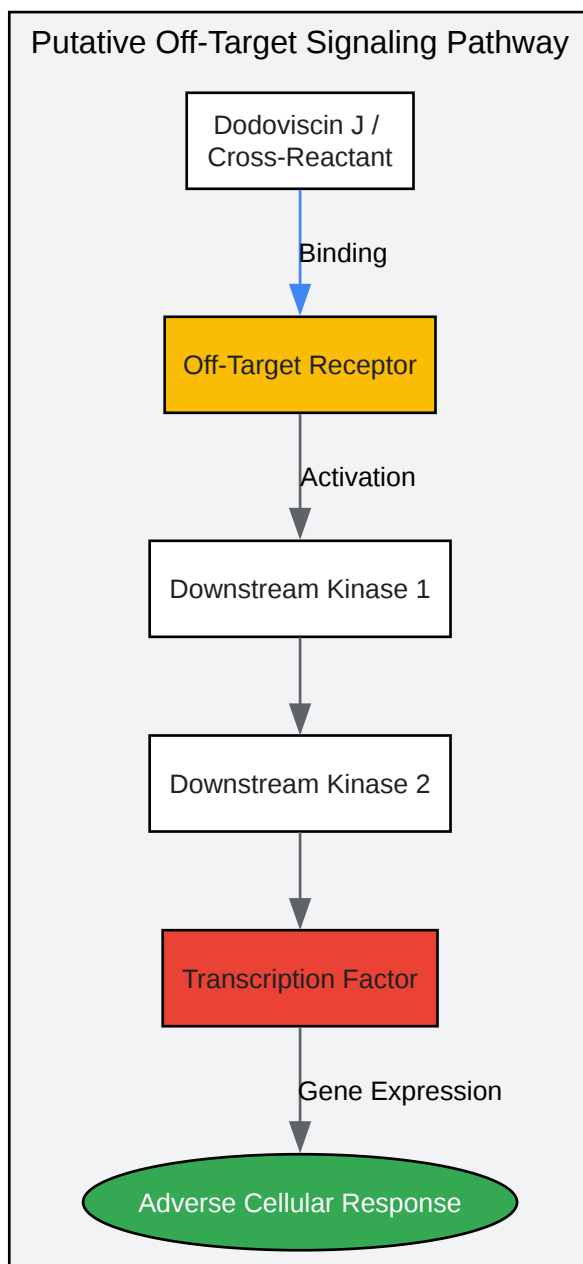 Putative Off-Target Signaling Pathway
Dodoviscin J /
Cross-Reactant
Binding
Off-Target Receptor
Activation
Downstream Kinase 1
Downstream Kinase 2
Transcription Factor
Gene Expression
Adverse Cellular Response